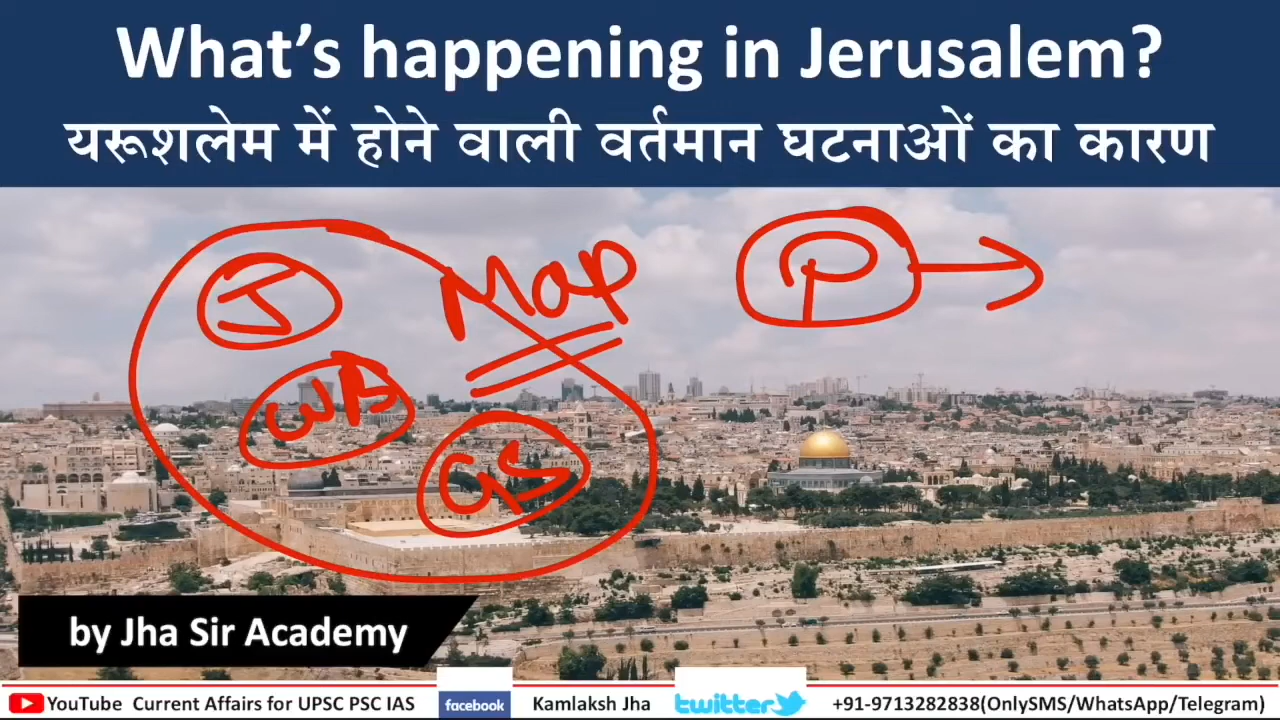 What's happening in Jerusalem?
यरूशलेम में होने वाली वर्तमान घटनाओं का कारण
J
Map
P
WB
GS
by Jha Sir Academy
YouTube Current Affairs for UPSC PSC IAS facebook Kamlaksh Jha twitter +91-9713282838(OnlySMS/WhatsApp/Telegram)